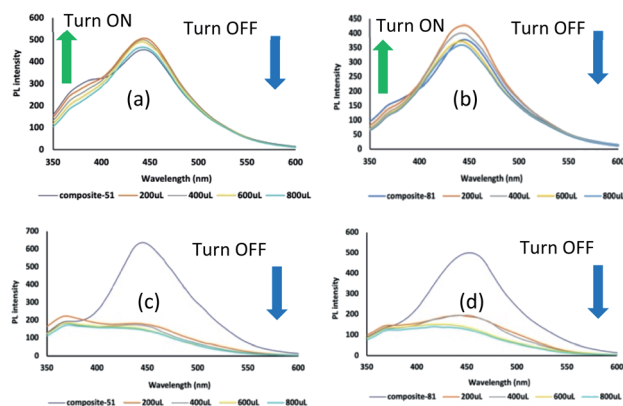 Turn ON
Turn OFF
PL intensity
600
500
400
300
200
100
0
(a)
350 400 450 500 550 600
Wavelength (nm)
composite-51 200uL 400uL 600uL 800uL
Turn ON
Turn OFF
PL Intensity
450
400
350
300
250
200
150
100
50
0
(b)
350 400 450 500 550 600
Wavelength (nm)
composite-81 200uL 400uL 600uL 800uL
Turn OFF
PL intensity
700
600
500
400
300
200
100
0
(c)
350 400 450 500 550 600
Wavelength (nm)
composite-51 200uL 400uL 600uL 800uL
Turn OFF
PL intensity
600
500
400
300
200
100
0
(d)
350 400 450 500 550 600
Wavelength (nm)
composite-81 200uL 400uL 600uL 800uL